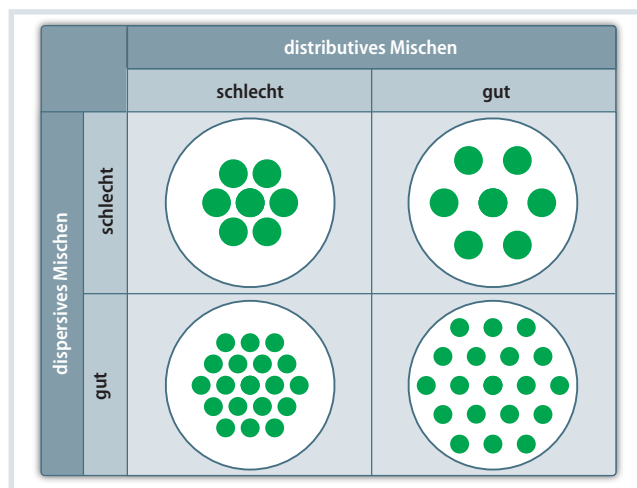 distributives Mischen
schlecht
gut
dispersives Mischen
schlecht
gut